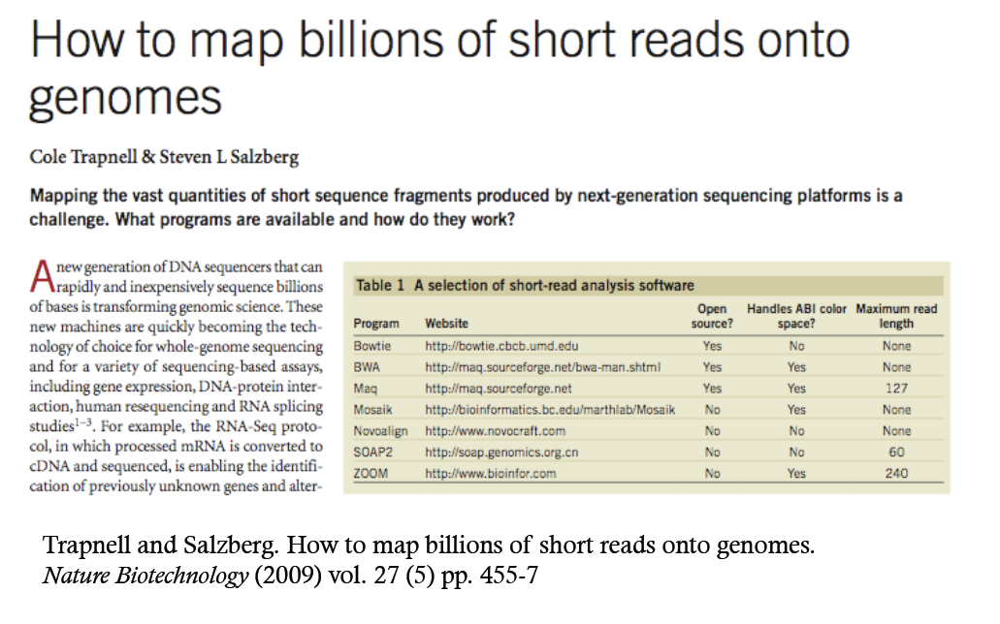 How to map billions of short reads onto
genomes
Cole Trapnell & Steven L Salzberg
Mapping the vast quantities of short sequence fragments produced by next-generation sequencing platforms is a
challenge. What programs are available and how do they work?
A new generation of DNA sequencers that can
rapidly and inexpensively sequence billions
of bases is transforming genomic science. These
new machines are quickly becoming the tech-
nology of choice for whole-genome sequencing
and for a variety of sequencing-based assays,
including gene expression, DNA-protein inter-
action, human resequencing and RNA splicing
studies1–3. For example, the RNA-Seq proto-
col, in which processed mRNA is converted to
cDNA and sequenced, is enabling the identifi-
cation of previously unknown genes and alter-
Table 1 A selection of short-read analysis software
Open Handles ABI color Maximum read
Program Website source? space? length
Bowtie http://bowtie.cbcb.umd.edu Yes No None
BWA http://maq.sourceforge.net/bwa-man.shtml Yes Yes None
Maq http://maq.sourceforge.net Yes Yes 127
Mosaik http://bioinformatics.bc.edu/marthlab/Mosaik No Yes None
Novoalign http://www.novocraft.com No No None
SOAP2 http://soap.genomics.org.cn No No 60
ZOOM http://www.bioinfor.com No Yes 240
Trapnell and Salzberg. How to map billions of short reads onto genomes.
Nature Biotechnology (2009) vol. 27 (5) pp. 455-7